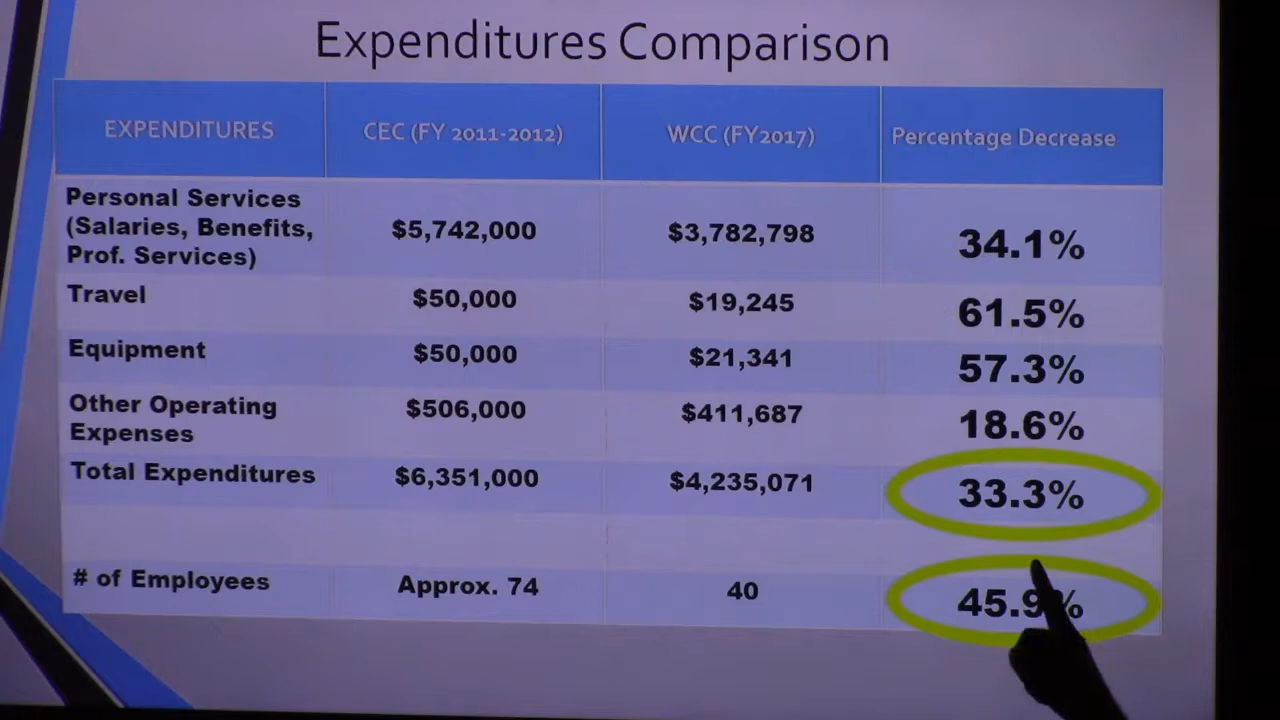 Expenditures Comparison
EXPENDITURES
CEC (FY 2011-2012)
WCC (FY2017)
Percentage Decrease
Personal Services
(Salaries, Benefits,
Prof. Services)
$5,742,000
$3,782,798
34.1%
Travel
$50,000
$19,245
61.5%
Equipment
$50,000
$21,341
57.3%
Other Operating
Expenses
$506,000
$411,687
18.6%
Total Expenditures
$6,351,000
$4,235,071
33.3%
# of Employees
Approx. 74
40
45.9%